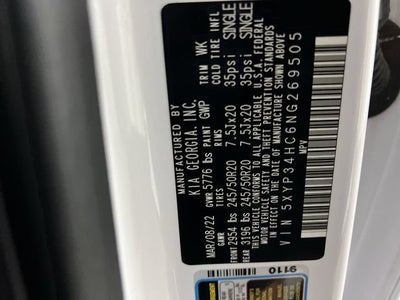 MANUFACTURED BY
KIA GEORGIA, INC.
MAR/08/22 GVWR 5776 lbs PAINT GWP TRIM WK
GAWR TIRES RIMS COLD TIRE INFL
FRONT 2954 lbs 245/50R20 7.5Jx20 35psi SINGLE
REAR 3196 lbs 245/50R20 7.5Jx20 35psi SINGLE
THIS VEHICLE CONFORMS TO ALL APPLICABLE U.S.A. FEDERAL
MOTOR VEHICLE SAFETY AND THEFT PREVENTION STANDARDS
IN EFFECT ON THE DATE OF MANUFACTURE SHOWN ABOVE
VIN 5XYP34HC6NG269505
MPV
9110